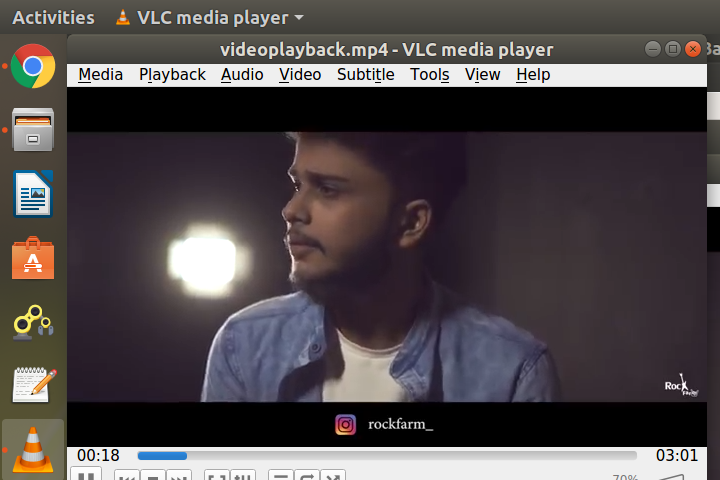 Activities VLC media player
videoplayback.mp4 - VLC media player
Media Playback Audio Video Subtitle Tools View Help
Rock
rockfarm_
00:18 03:01
70%